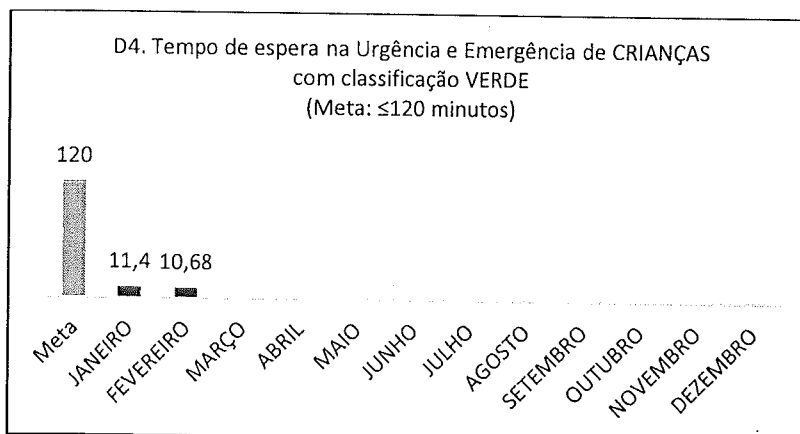 D4. Tempo de espera na Urgência e Emergência de CRIANÇAS
com classificação VERDE
(Meta: ≤120 minutos)
120
11,4 10,68
Meta
JANEIRO
FEVEREIRO
MARÇO
ABRIL
MAIO
JUNHO
JULHO
AGOSTO
SETEMBRO
OUTUBRO
NOVEMBRO
DEZEMBRO